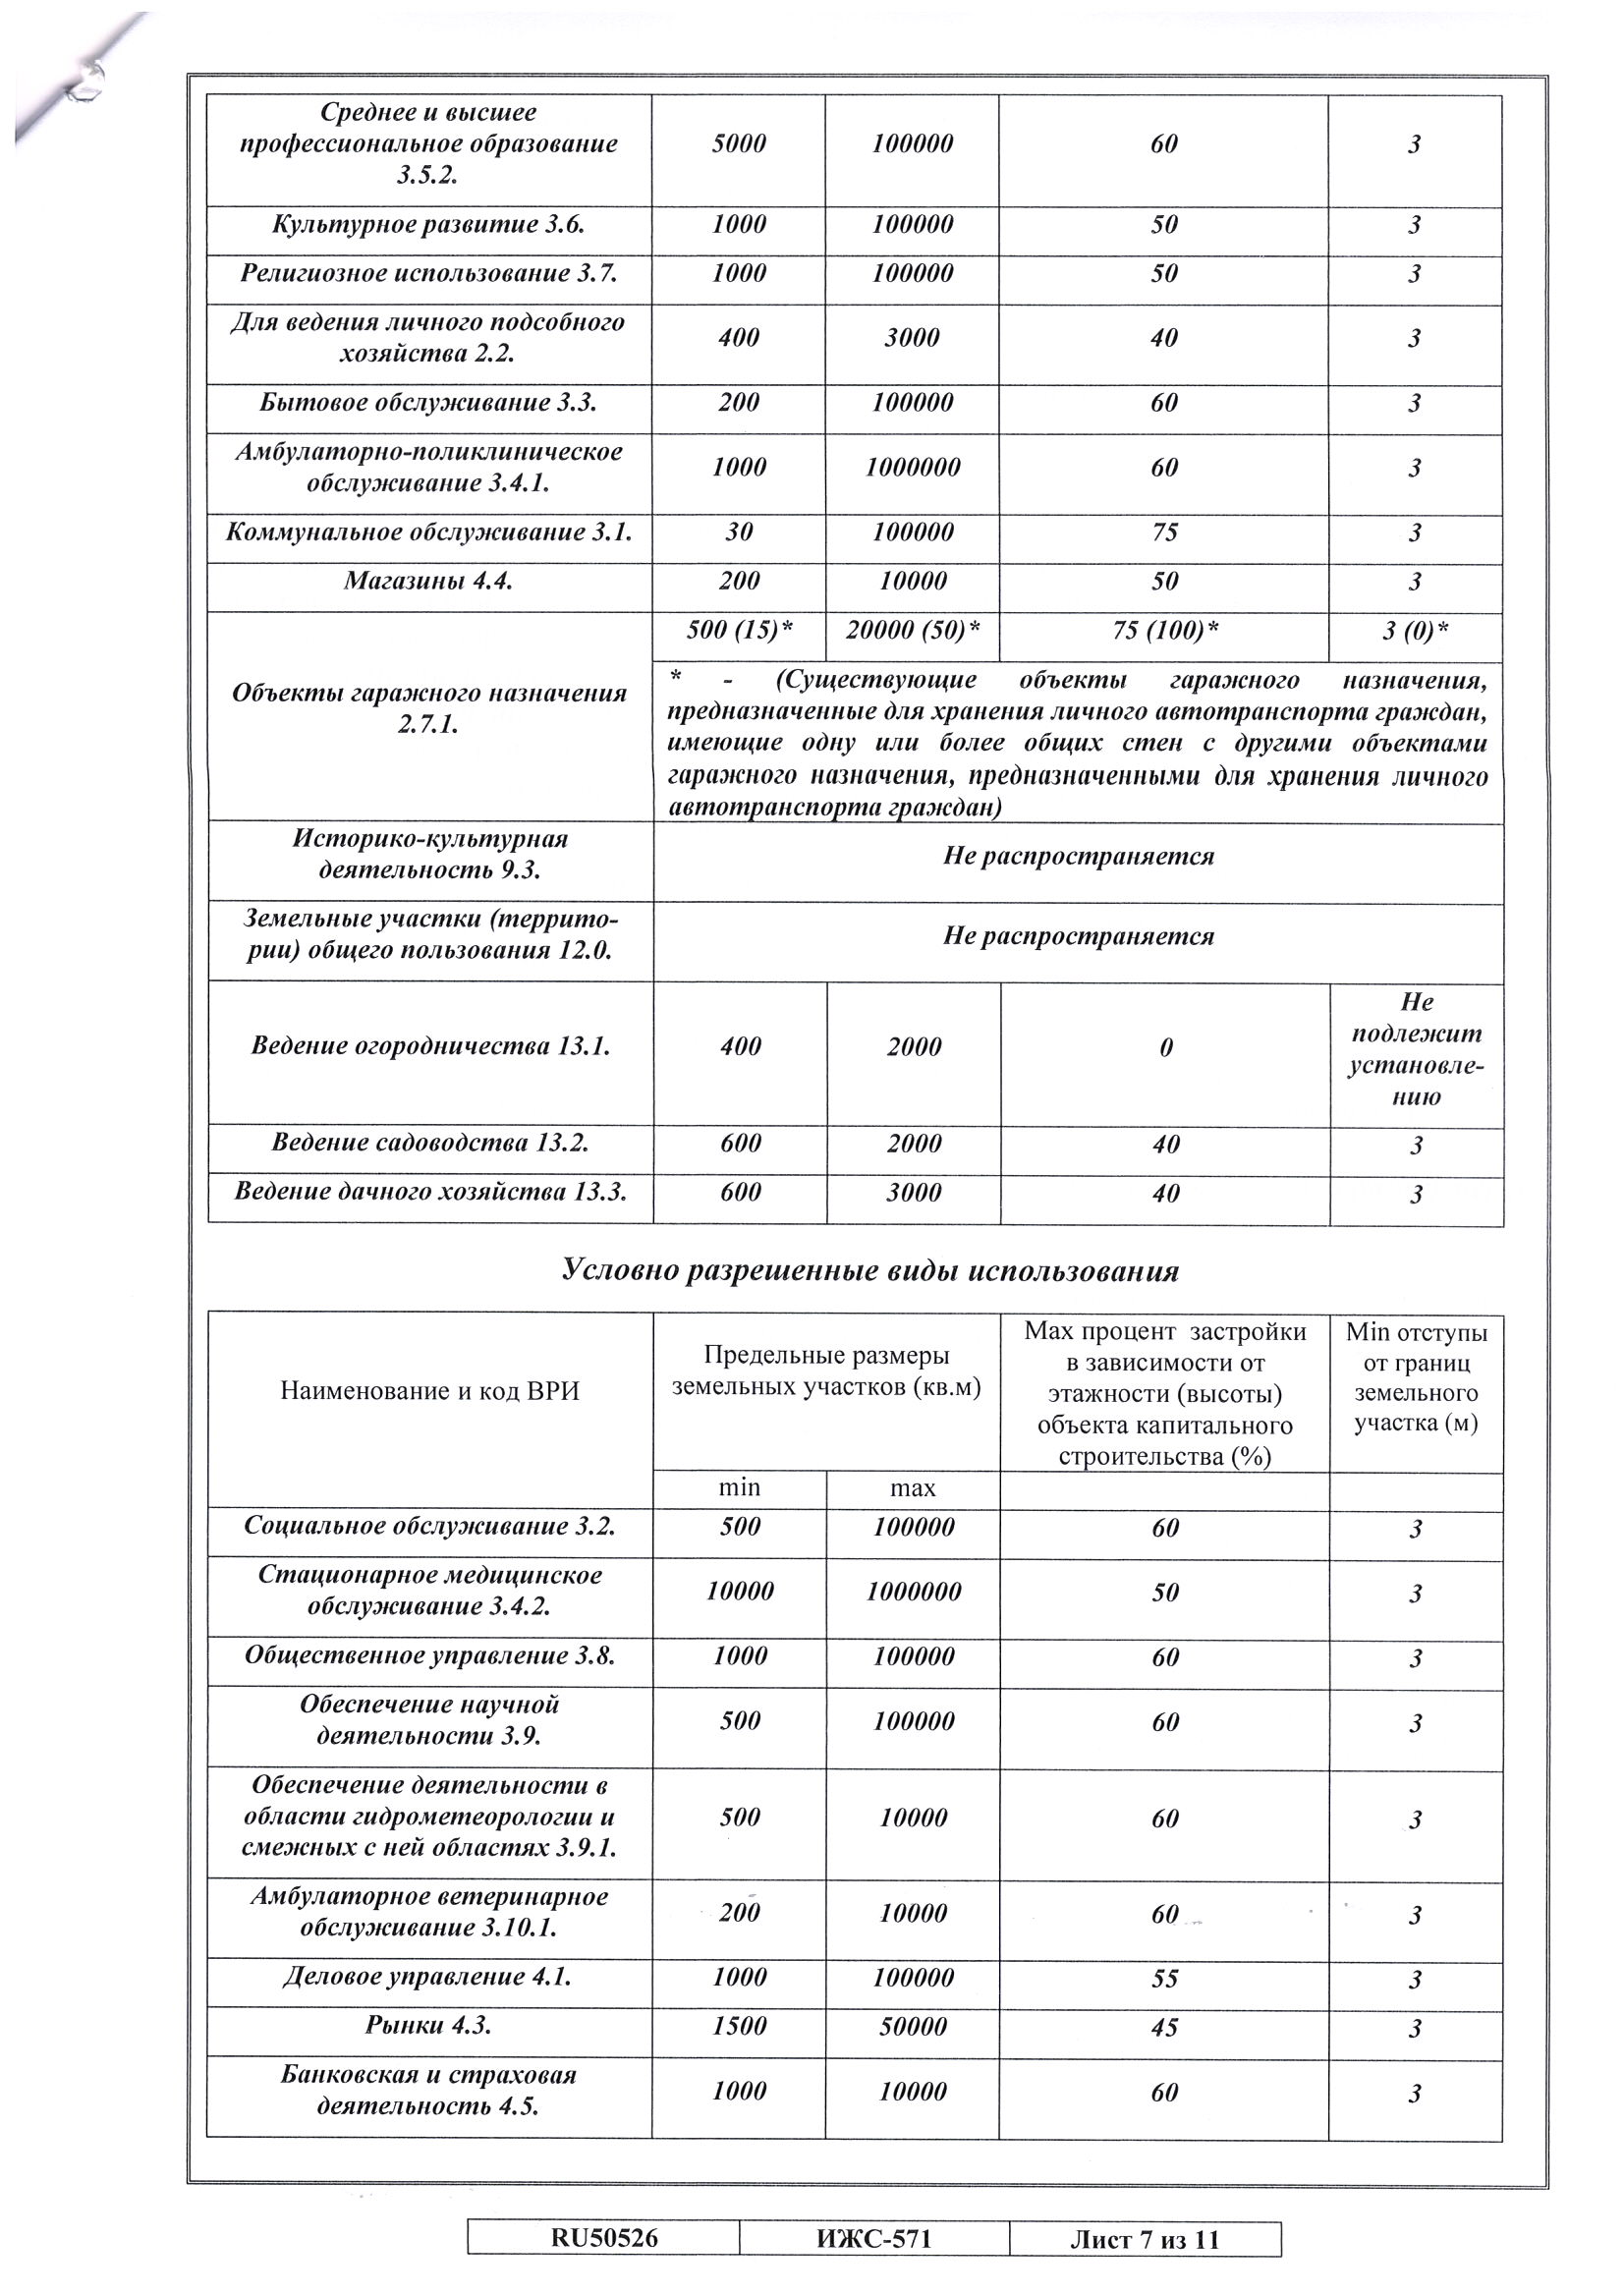 Среднее и высшее
профессиональное образование
3.5.2.
5000
100000
60
3
Культурное развитие 3.6.
1000
100000
50
3
Религиозное использование 3.7.
1000
100000
50
3
Для ведения личного подсобного
хозяйства 2.2.
400
3000
40
3
Бытовое обслуживание 3.3.
200
100000
60
3
Амбулаторно-поликлиническое
обслуживание 3.4.1.
1000
1000000
60
3
Коммунальное обслуживание 3.1.
30
100000
75
3
Магазины 4.4.
200
10000
50
3
Объекты гаражного назначения
2.7.1.
500 (15)*
20000 (50)*
75 (100)*
3 (0)*
* - (Существующие объекты гаражного назначения,
предназначенные для хранения личного автотранспорта граждан,
имеющие одну или более общих стен с другими объектами
гаражного назначения, предназначенными для хранения личного
автотранспорта граждан)
Историко-культурная
деятельность 9.3.
Не распространяется
Земельные участки (террито-
рии) общего пользования 12.0.
Не распространяется
Ведение огородничества 13.1.
400
2000
0
Не
подлежит
установле-
нию
Ведение садоводства 13.2.
600
2000
40
3
Ведение дачного хозяйства 13.3.
600
3000
40
3
Условно разрешенные виды использования
Наименование и код ВРИ
Предельные размеры
земельных участков (кв.м)
Max процент застройки
в зависимости от
этажности (высоты)
объекта капитального
строительства (%)
Min отступы
от границ
земельного
участка (м)
min
max
Социальное обслуживание 3.2.
500
100000
60
3
Стационарное медицинское
обслуживание 3.4.2.
10000
1000000
50
3
Общественное управление 3.8.
1000
100000
60
3
Обеспечение научной
деятельности 3.9.
500
100000
60
3
Обеспечение деятельности в
области гидрометеорологии и
смежных с ней областях 3.9.1.
500
10000
60
3
Амбулаторное ветеринарное
обслуживание 3.10.1.
200
10000
60
3
Деловое управление 4.1.
1000
100000
55
3
Рынки 4.3.
1500
50000
45
3
Банковская и страховая
деятельность 4.5.
1000
10000
60
3
RU50526
ИЖС-571
Лист 7 из 11